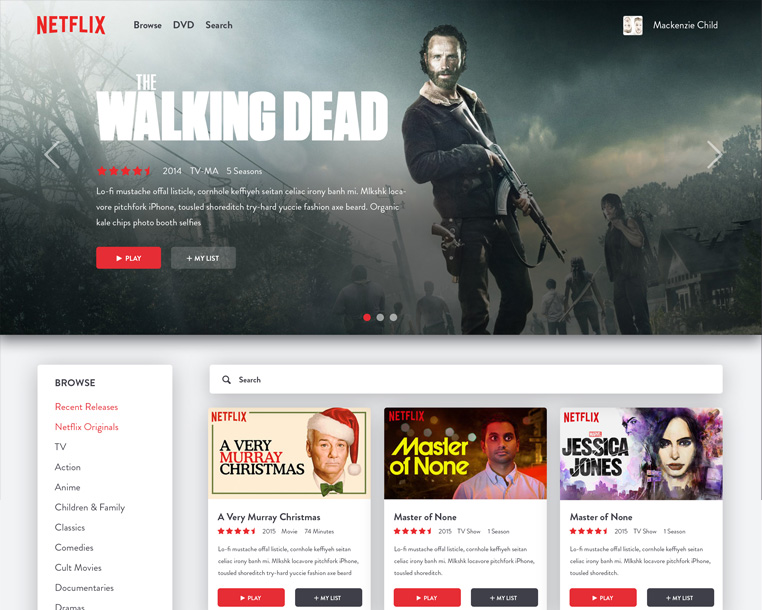 NETFLIX
Browse DVD Search
Mackenzie Child
THE
WALKING DEAD
2014 TV-MA 5 Seasons
Lo-fi mustache offal listicle, cornhole keffiyeh seitan celiac irony banh mi. Mlkshk loca-
vore pitchfork iPhone, tousled shoreditch try-hard yuccie fashion axe beard. Organic
kale chips photo booth selfies
PLAY
+ MY LIST
BROWSE
Recent Releases
Netflix Originals
TV
Action
Anime
Children & Family
Classics
Comedies
Cult Movies
Documentaries
Dramas
Search
NETFLIX
A VERY
MURRAY
CHRISTMAS
A Very Murray Christmas
2015 Movie 74 Minutes
Lo-fi mustache offal listicle, cornhole keffiyeh seitan
celiac irony banh mi. Mlkshk locavore pitchfork iPhone,
tousled shoreditch try-hard yuccie fashion axe beard
PLAY
+ MY LIST
NETFLIX
Master
of None
Master of None
2015 TV Show 1 Season
Lo-fi mustache offal listicle, cornhole keffiyeh seitan
celiac irony banh mi. Mlkshk locavore pitchfork iPhone,
tousled shoreditch.
PLAY
+ MY LIST
NETFLIX
MARVEL
JESSICA
JONES
Master of None
2015 TV Show 1 Season
Lo-fi mustache offal listicle, cornhole keffiyeh seitan
celiac irony banh mi. Mlkshk locavore pitchfork iPhone,
tousled shoreditch.
PLAY
+ MY LIST